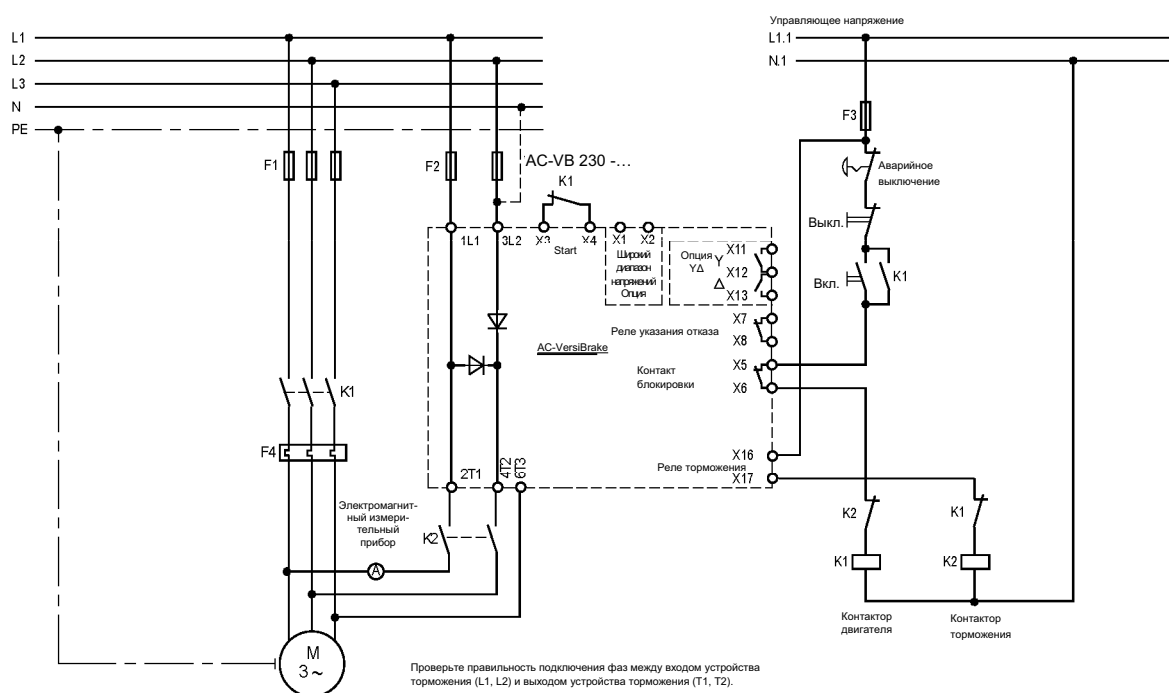 Управляющее напряжение
L1
L2
L3
N
PE
L1.1
N.1
F1
F2
AC-VB 230 -...
K1
F3
Аварийное
выключение
Выкл.
Вкл.
K1
1L1
3L2
X3
X4
Start
X1
X2
Широкий
диапазон
напряжений
Опция
Опция
YΔ
Y
Δ
X11
X12
X13
Реле указания отказа
X7
X8
AC-VersiBrake
Контакт
блокировки
X5
X6
K1
F4
2T1
4T2
6T3
Реле торможения
X16
X17
Электромагнит-
ный измери-
тельный
прибор
K2
A
K2
K1
K1
K2
Контактор
двигателя
Контактор
торможения
M
3~
Проверьте правильность подключения фаз между входом устройства
торможения (L1, L2) и выходом устройства торможения (T1, T2).